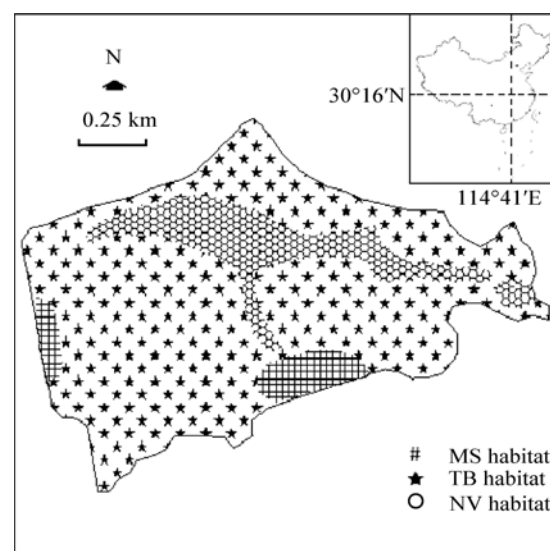 N
0.25 km
30°16′N
114°41′E
# MS habitat
★ TB habitat
○ NV habitat